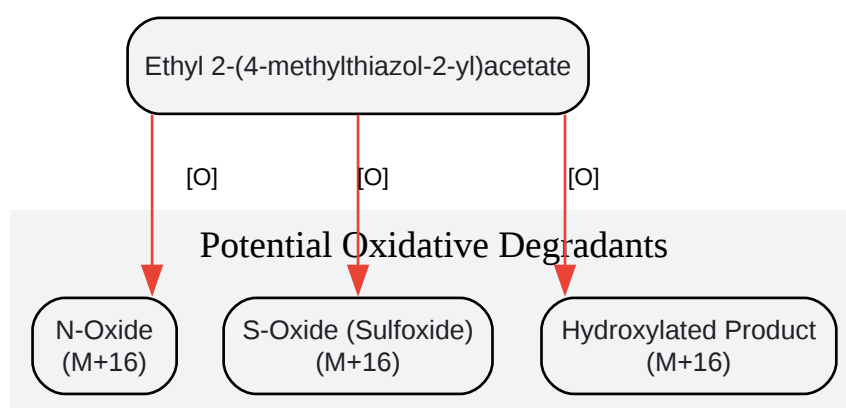 Ethyl 2-(4-methylthiazol-2-yl)acetate
[O]
[O]
[O]
Potential Oxidative Degradants
N-Oxide
(M+16)
S-Oxide (Sulfoxide)
(M+16)
Hydroxylated Product
(M+16)